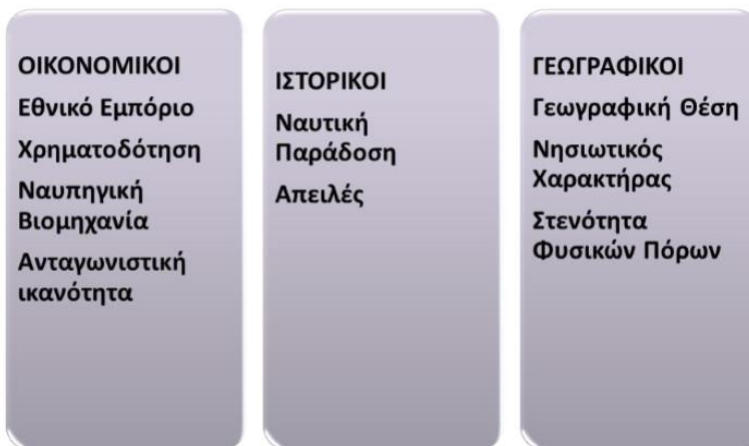 ΟΙΚΟΝΟΜΙΚΟΙ
Εθνικό Εμπόριο
Χρηματοδότηση
Ναυπηγική
Βιομηχανία
Ανταγωνιστική
ικανότητα
ΙΣΤΟΡΙΚΟΙ
Ναυτική
Παράδοση
Απειλές
ΓΕΩΓΡΑΦΙΚΟΙ
Γεωγραφική Θέση
Νησιωτικός
Χαρακτήρας
Στενότητα
Φυσικών Πόρων